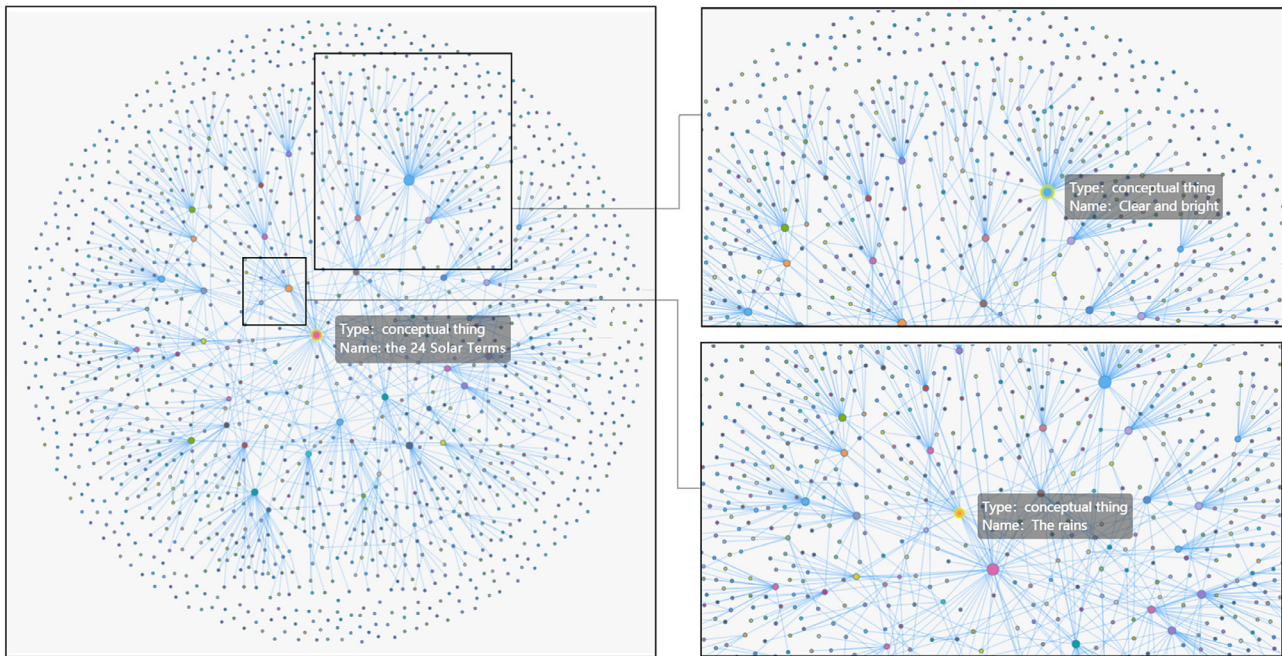 Type: conceptual thing
Name: the 24 Solar Terms
Type: conceptual thing
Name: Clear and bright
Type: conceptual thing
Name: The rains